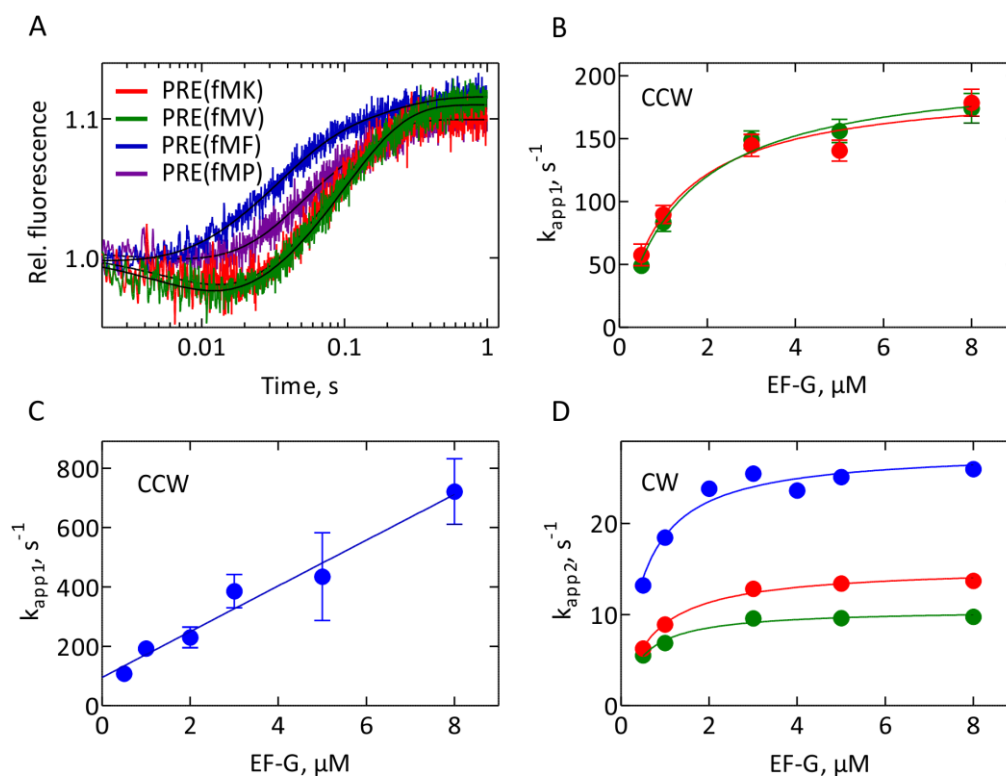 A
PRE(fMK)
PRE(fMV)
PRE(fMF)
PRE(fMP)
1.1
1.0
Rel. fluorescence
0.01
0.1
1
Time, s
B
CCW
200
150
100
50
0
k_app1, s⁻¹
0
2
4
6
8
EF-G, µM
C
CCW
800
600
400
200
0
k_app1, s⁻¹
0
2
4
6
8
EF-G, µM
D
CW
20
10
0
k_app2, s⁻¹
0
2
4
6
8
EF-G, µM